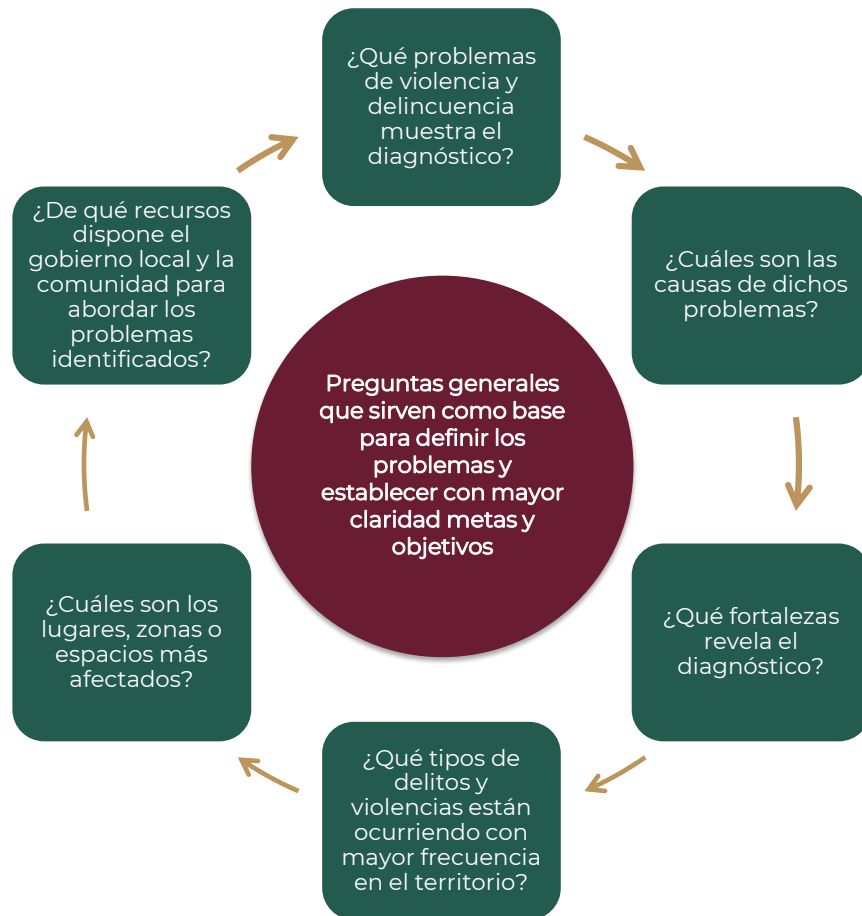 ¿Qué problemas
de violencia y
delincuencia
muestra el
diagnóstico?
¿Cuáles son las
causas de dichos
problemas?
¿Qué fortalezas
revela el
diagnóstico?
¿Qué tipos de
delitos y
violencias están
ocurriendo con
mayor frecuencia
en el territorio?
¿Cuáles son los
lugares, zonas o
espacios más
afectados?
¿De qué recursos
dispone el
gobierno local y la
comunidad para
abordar los
problemas
identificados?
Preguntas generales
que sirven como base
para definir los
problemas y
establecer con mayor
claridad metas y
objetivos